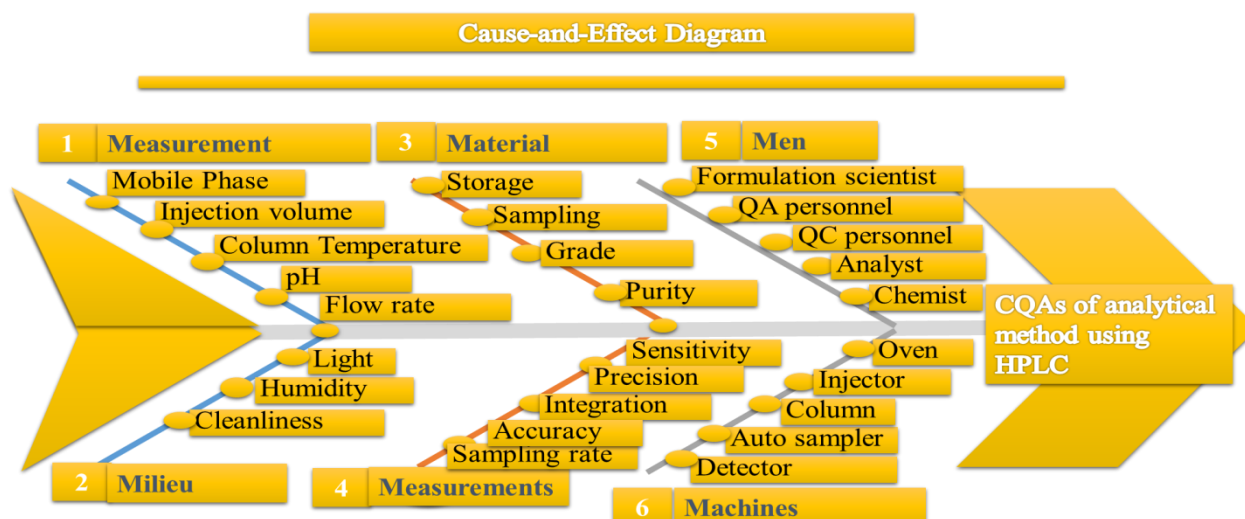 Cause-and-Effect Diagram
1 Measurement
Mobile Phase
Injection volume
Column Temperature
pH
Flow rate
3 Material
Storage
Sampling
Grade
Purity
5 Men
Formulation scientist
QA personnel
QC personnel
Analyst
Chemist
CQAs of analytical
method using
HPLC
Light
Humidity
Cleanliness
2 Milieu
Sensitivity
Precision
Integration
Accuracy
Sampling rate
4 Measurements
Oven
Injector
Column
Auto sampler
Detector
6 Machines